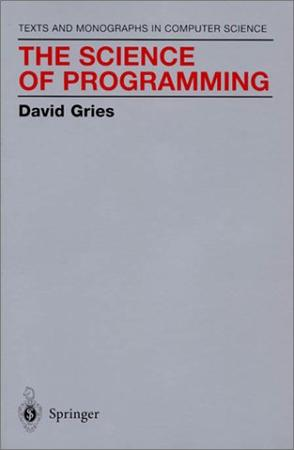 TEXTS AND MONOGRAPHS IN COMPUTER SCIENCE
THE SCIENCE
OF PROGRAMMING
David Gries
Springer